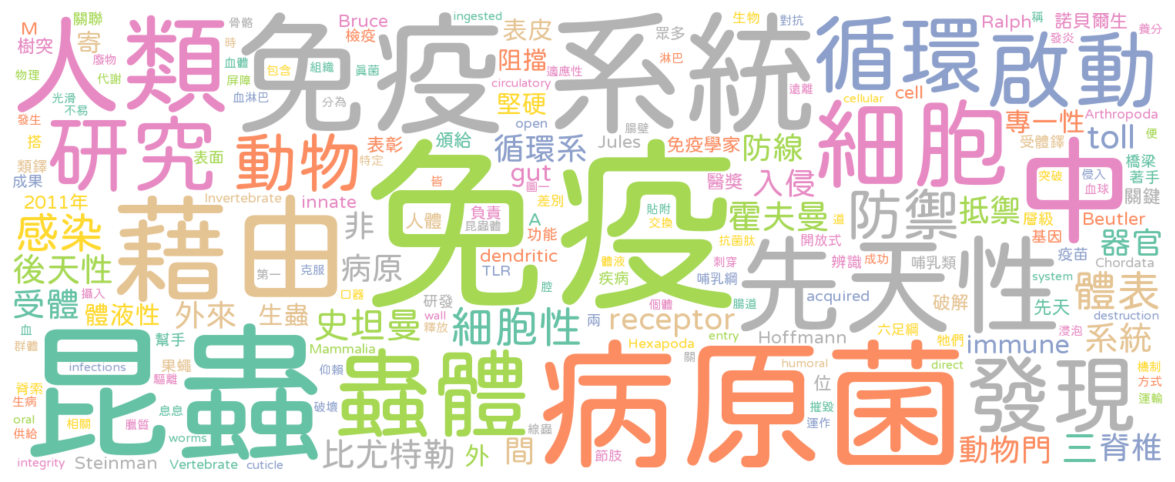 人類
免疫系統
循環
啟動
研究
動物
細胞
中
免疫
藉由
先天性
昆蟲
蟲體
病原菌
發現
M
關聯
骨骼
樹突
寄
Bruce
檢疫
ingested
表皮
眾多
生物
對抗
Ralph
稱
諾貝爾生
發炎
養分
物理
廢物
代謝
時
血體
屏障
包含
組織
真菌
阻擋
適應性
淋巴
circulatory
遠離
cell
cellular
Arthropoda
光滑
不易
發生
血淋巴
分為
堅硬
open
腸壁
專一性
toll
便
搭
表面
表彰
特定
頒給
循環系
Jules
免疫學家
防線
受體鐸
橋梁
著手
類鐸
成果
皆
gut
圖一
差別
醫獎
入侵
突破
侵入
血球
關鍵
2011年
Invertebrate
innate
人體
負責
昆蟲體
A
功能
貼附
交換
霍夫曼
道
防禦
抵禦
層級
Beutler
基因
感染
非
dendritic
TLR
抗菌肽
開放式
器官
後天性
第一
克服
病原
體液
疾病
腔
刺穿
哺乳綱
辨識
成功
哺乳類
疫苗
Chordata
system
先天
體表
受體
攝入
體液性
外來
生蟲
口器
研發
wall
釋放
個體
腸道
acquired
破解
destruction
血
群體
幫手
史坦曼
細胞性
兩
receptor
entry
Hoffmann
六足綱
牠們
浸泡
immune
系統
infections
果蠅
驅離
Mammalia
仰賴
Hexapoda
關
humoral
direct
機制
方式
運輸
脊索
生病
oral
供給
相關
臘質
息息
worms
破壞
線蟲
位
摧毀
運作
integrity
Steinman
Vertebrate
cuticle
比尤特勒
外
間
節肢
動物門
三
脊椎